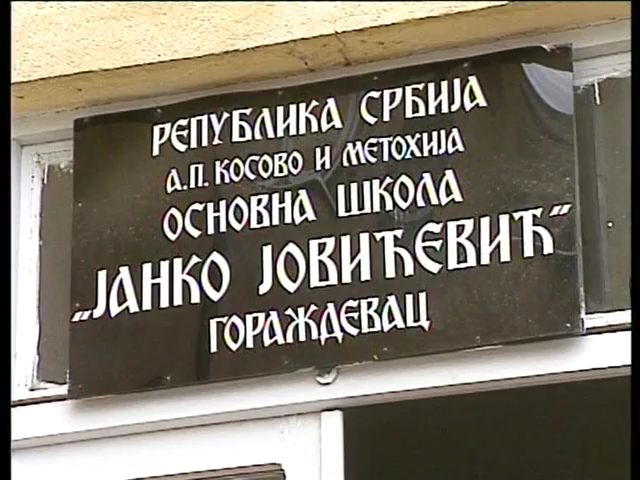 РЕПУБЛИКА СРБИЈА
А.П. КОСОВО И МЕТОХИЈА
ОСНОВНА ШКОЛА
„ЈАНКО ЈОВИЋЕВИЋ”
ГОРАЖДЕВАЦ